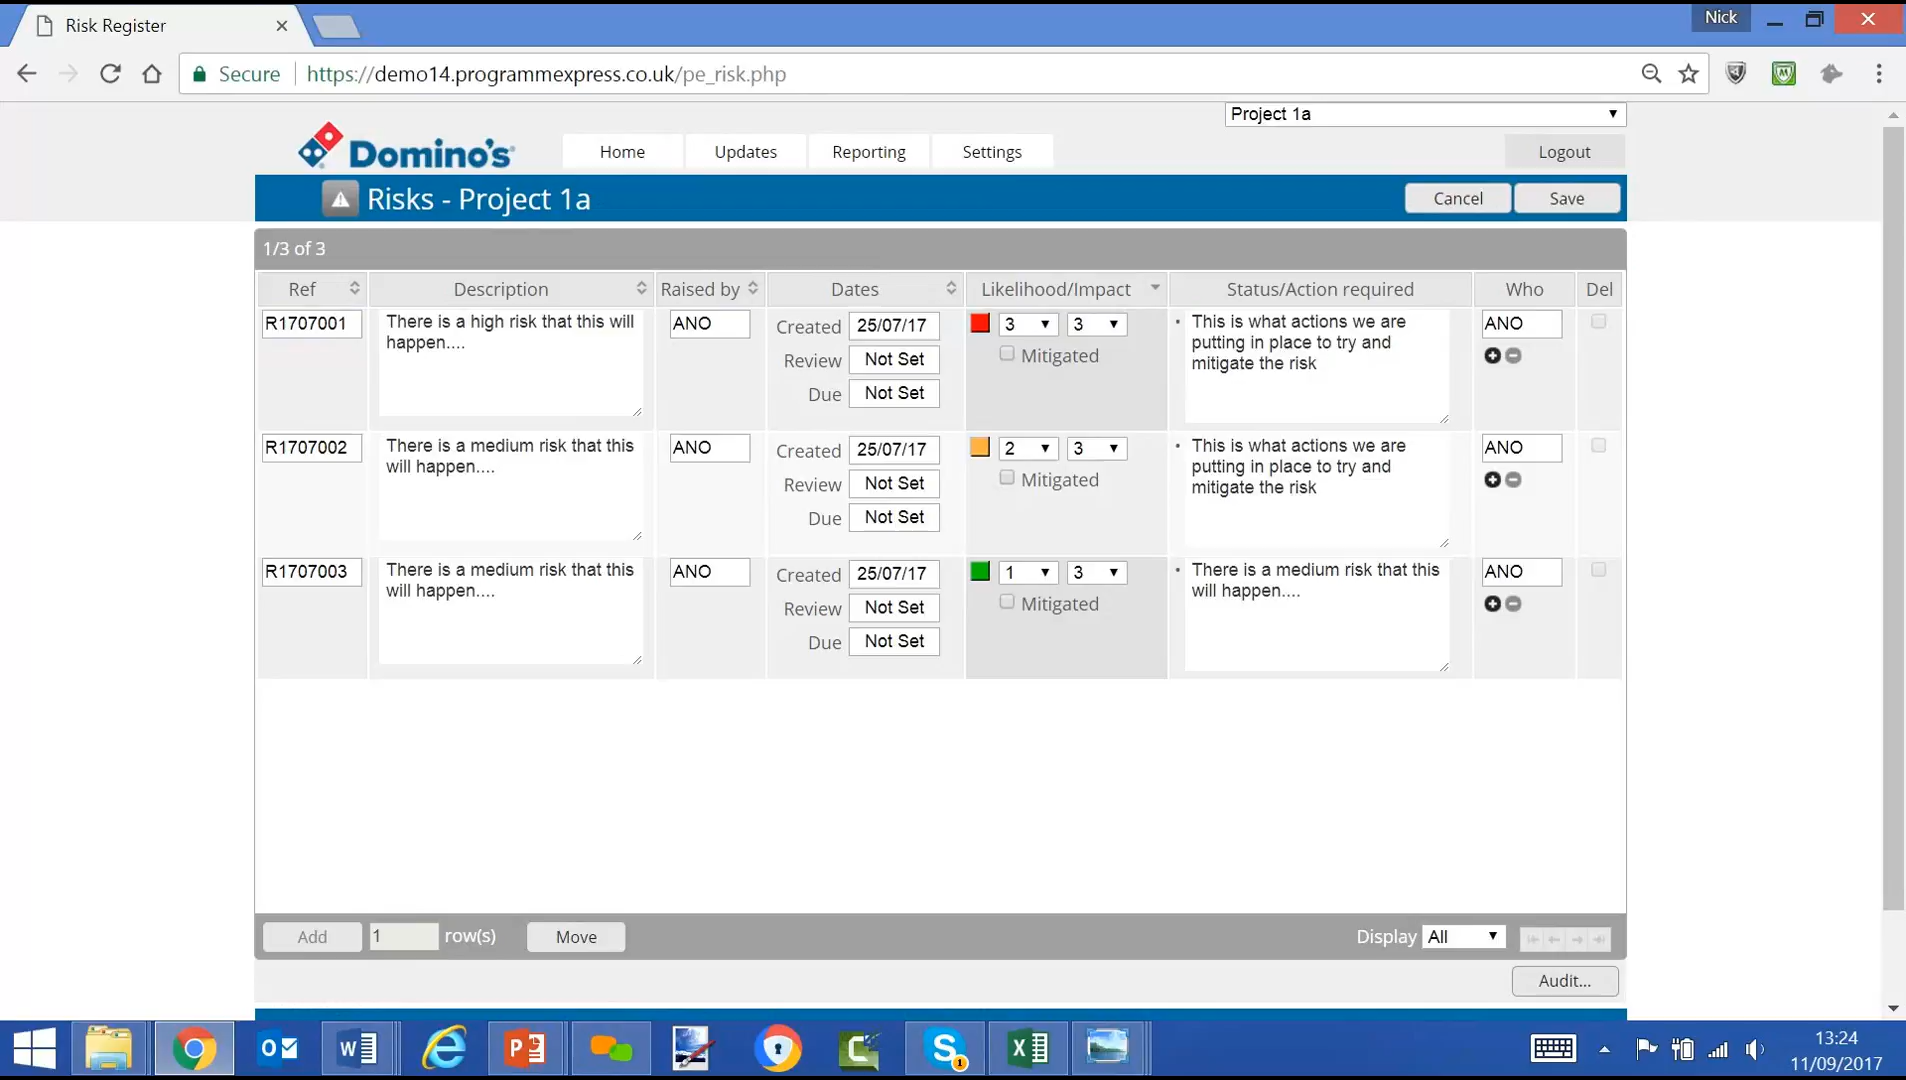 Risk Register
Nick
Secure
https://demo14.programmexpress.co.uk/pe_risk.php
Project 1a
Domino's
Home
Updates
Reporting
Settings
Logout
Risks - Project 1a
Cancel
Save
1/3 of 3
Ref
Description
Raised by
Dates
Likelihood/Impact
Status/Action required
Who
Del
R1707001
There is a high risk that this will
happen....
ANO
Created 25/07/17
Review Not Set
Due Not Set
3 3
Mitigated
This is what actions we are
putting in place to try and
mitigate the risk
ANO
R1707002
There is a medium risk that this
will happen....
ANO
Created 25/07/17
Review Not Set
Due Not Set
2 3
Mitigated
This is what actions we are
putting in place to try and
mitigate the risk
ANO
R1707003
There is a medium risk that this
will happen....
ANO
Created 25/07/17
Review Not Set
Due Not Set
1 3
Mitigated
There is a medium risk that this
will happen....
ANO
Add
1
row(s)
Move
Display All
Audit...
13:24
11/09/2017